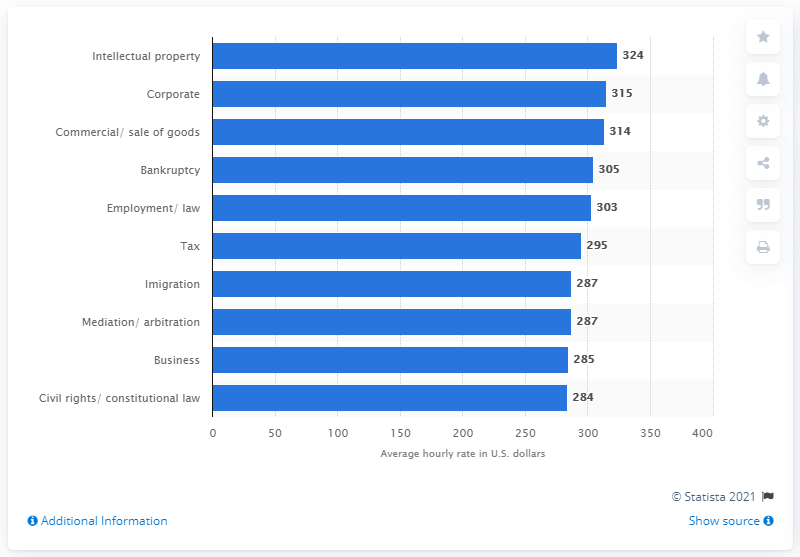 Intellectual property 324
Corporate 315
Commercial/ sale of goods 314
Bankruptcy 305
Employment/ law 303
Tax 295
Imigration 287
Mediation/ arbitration 287
Business 285
Civil rights/ constitutional law 284
0 50 100 150 200 250 300 350 400
Average hourly rate in U.S. dollars
© Statista 2021
Additional Information Show source